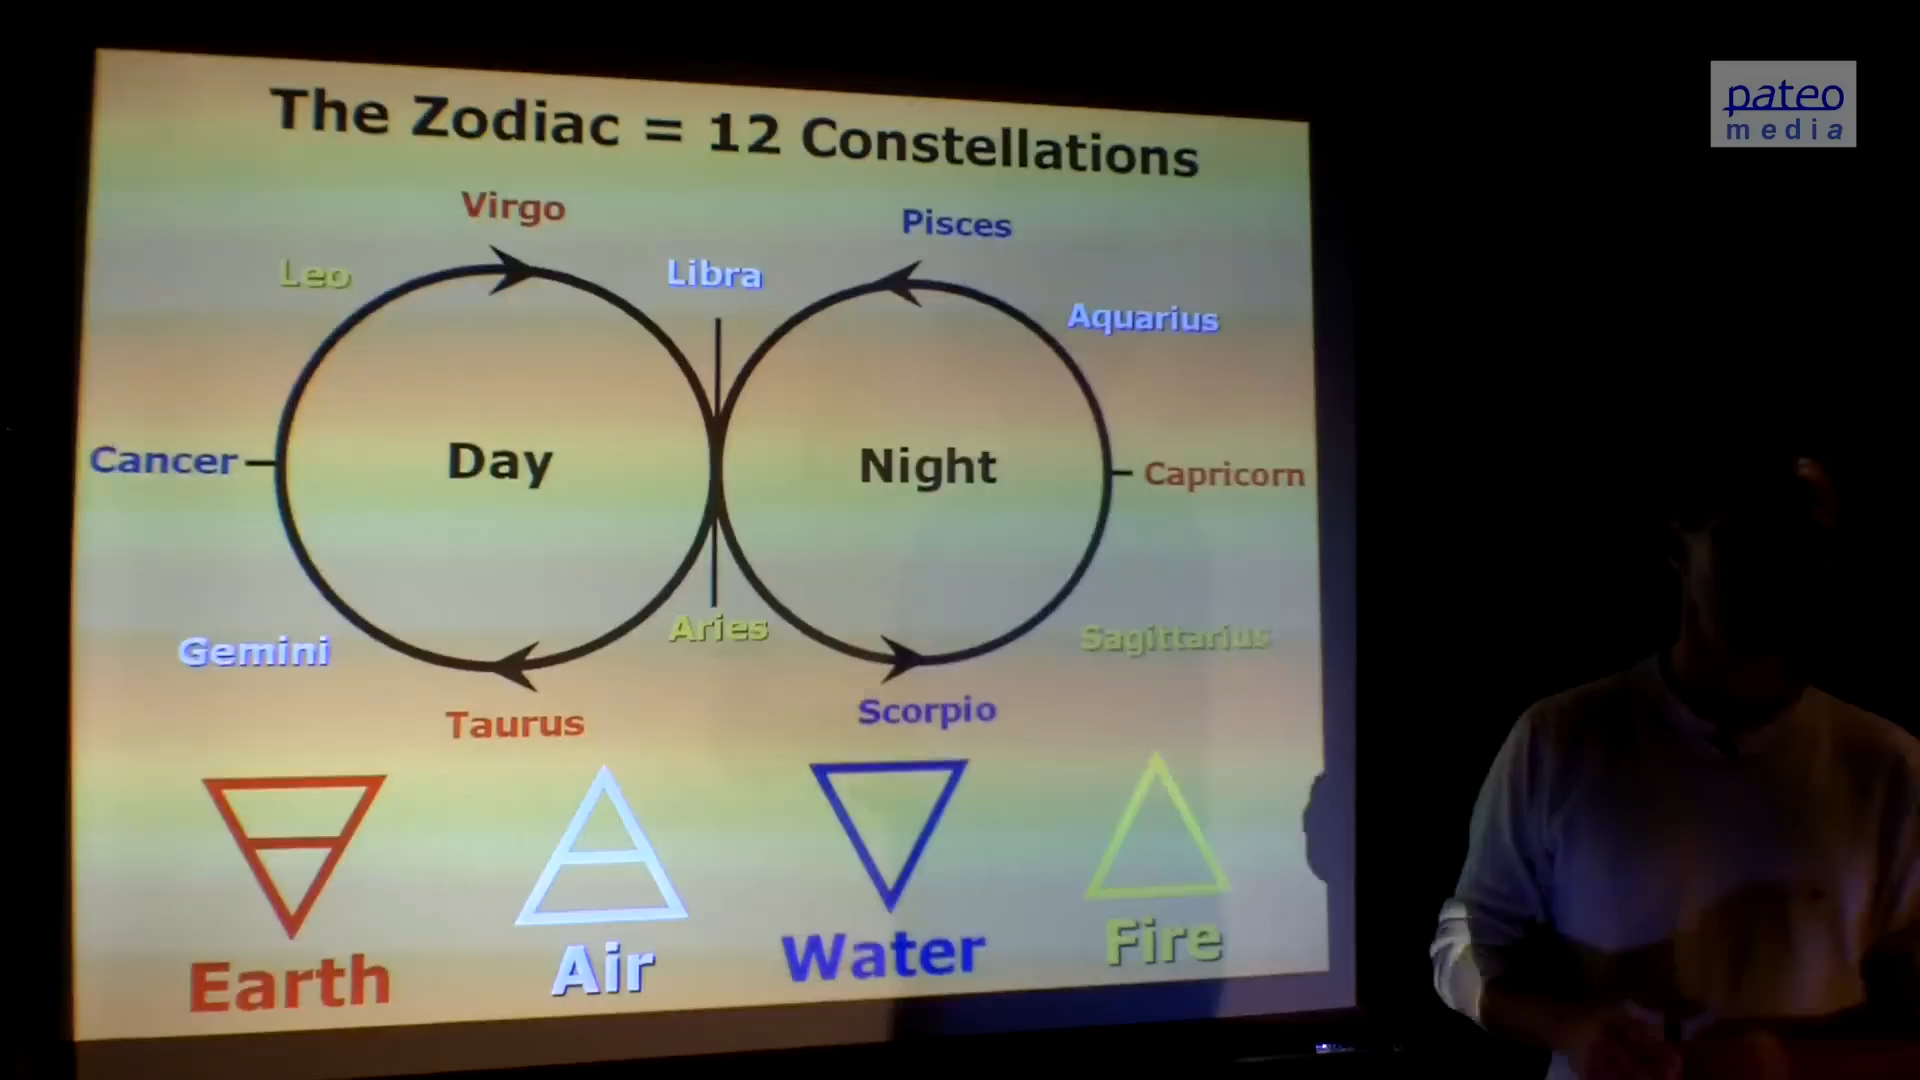 The Zodiac = 12 Constellations
pateo
media
Virgo
Pisces
Leo
Libra
Aquarius
Cancer
Day
Night
Capricorn
Gemini
Aries
Sagittarius
Taurus
Scorpio
Earth
Air
Water
Fire